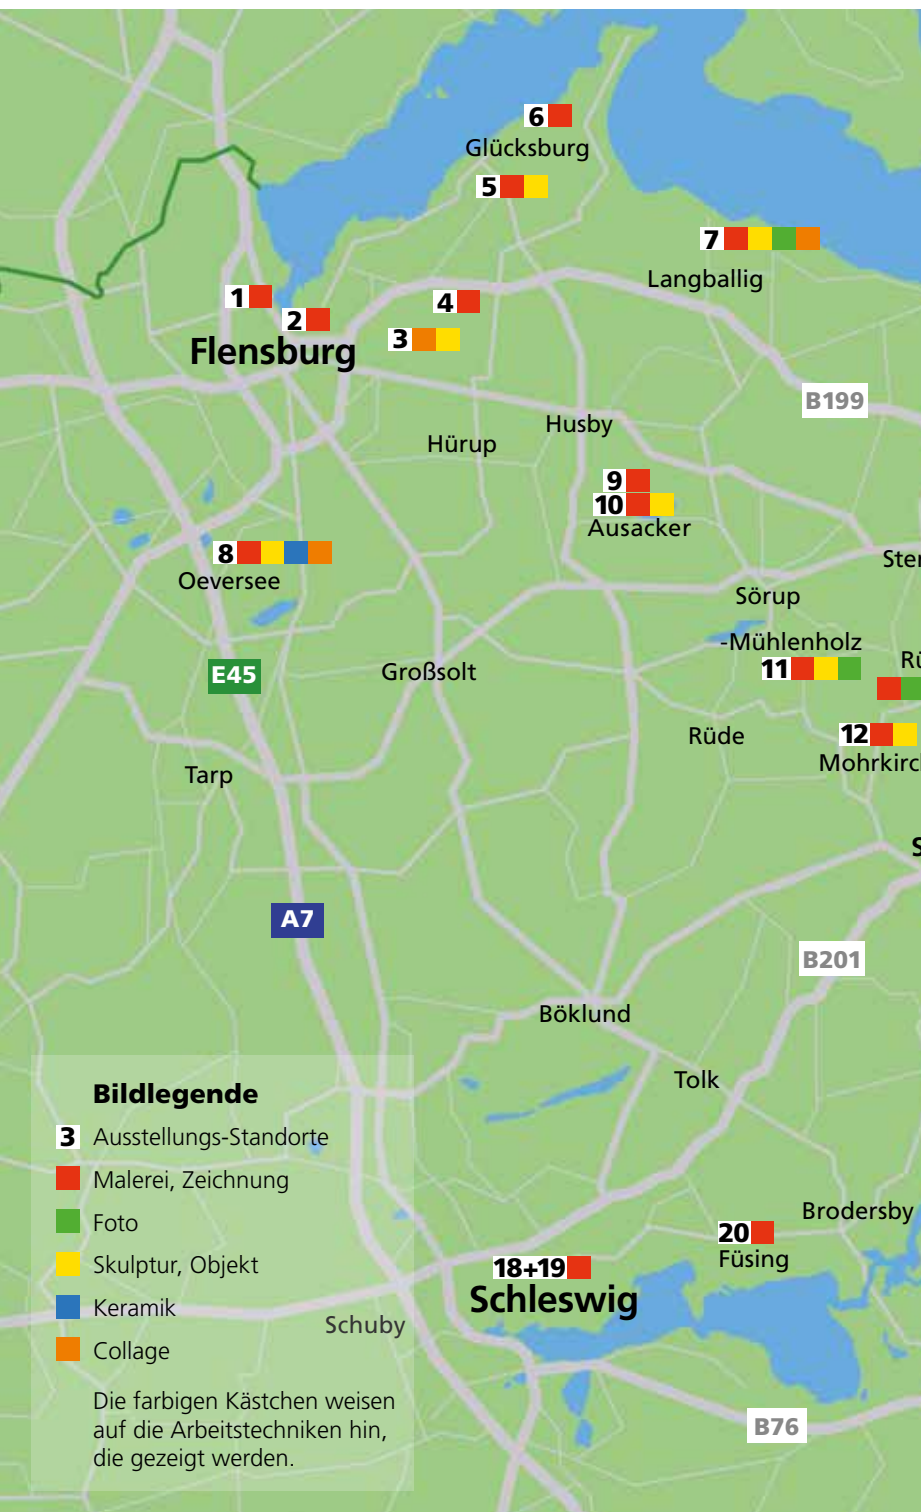 6
Glücksburg
5
7
Langballig
1
4
2
3
Flensburg
B199
Husby
Hürup
9
10
Ausacker
8
Oeversee
Sörup
-Mühlenholz
11
E45
Großsolt
12
Rüde
Tarp
A7
B201
Böklund
Tolk
Brodersby
20
Füsing
18+19
Schleswig
Schuby
B76
Bildlegende
3 Ausstellungs-Standorte
Malerei, Zeichnung
Foto
Skulptur, Objekt
Keramik
Collage
Die farbigen Kästchen weisen
auf die Arbeitstechniken hin,
die gezeigt werden.